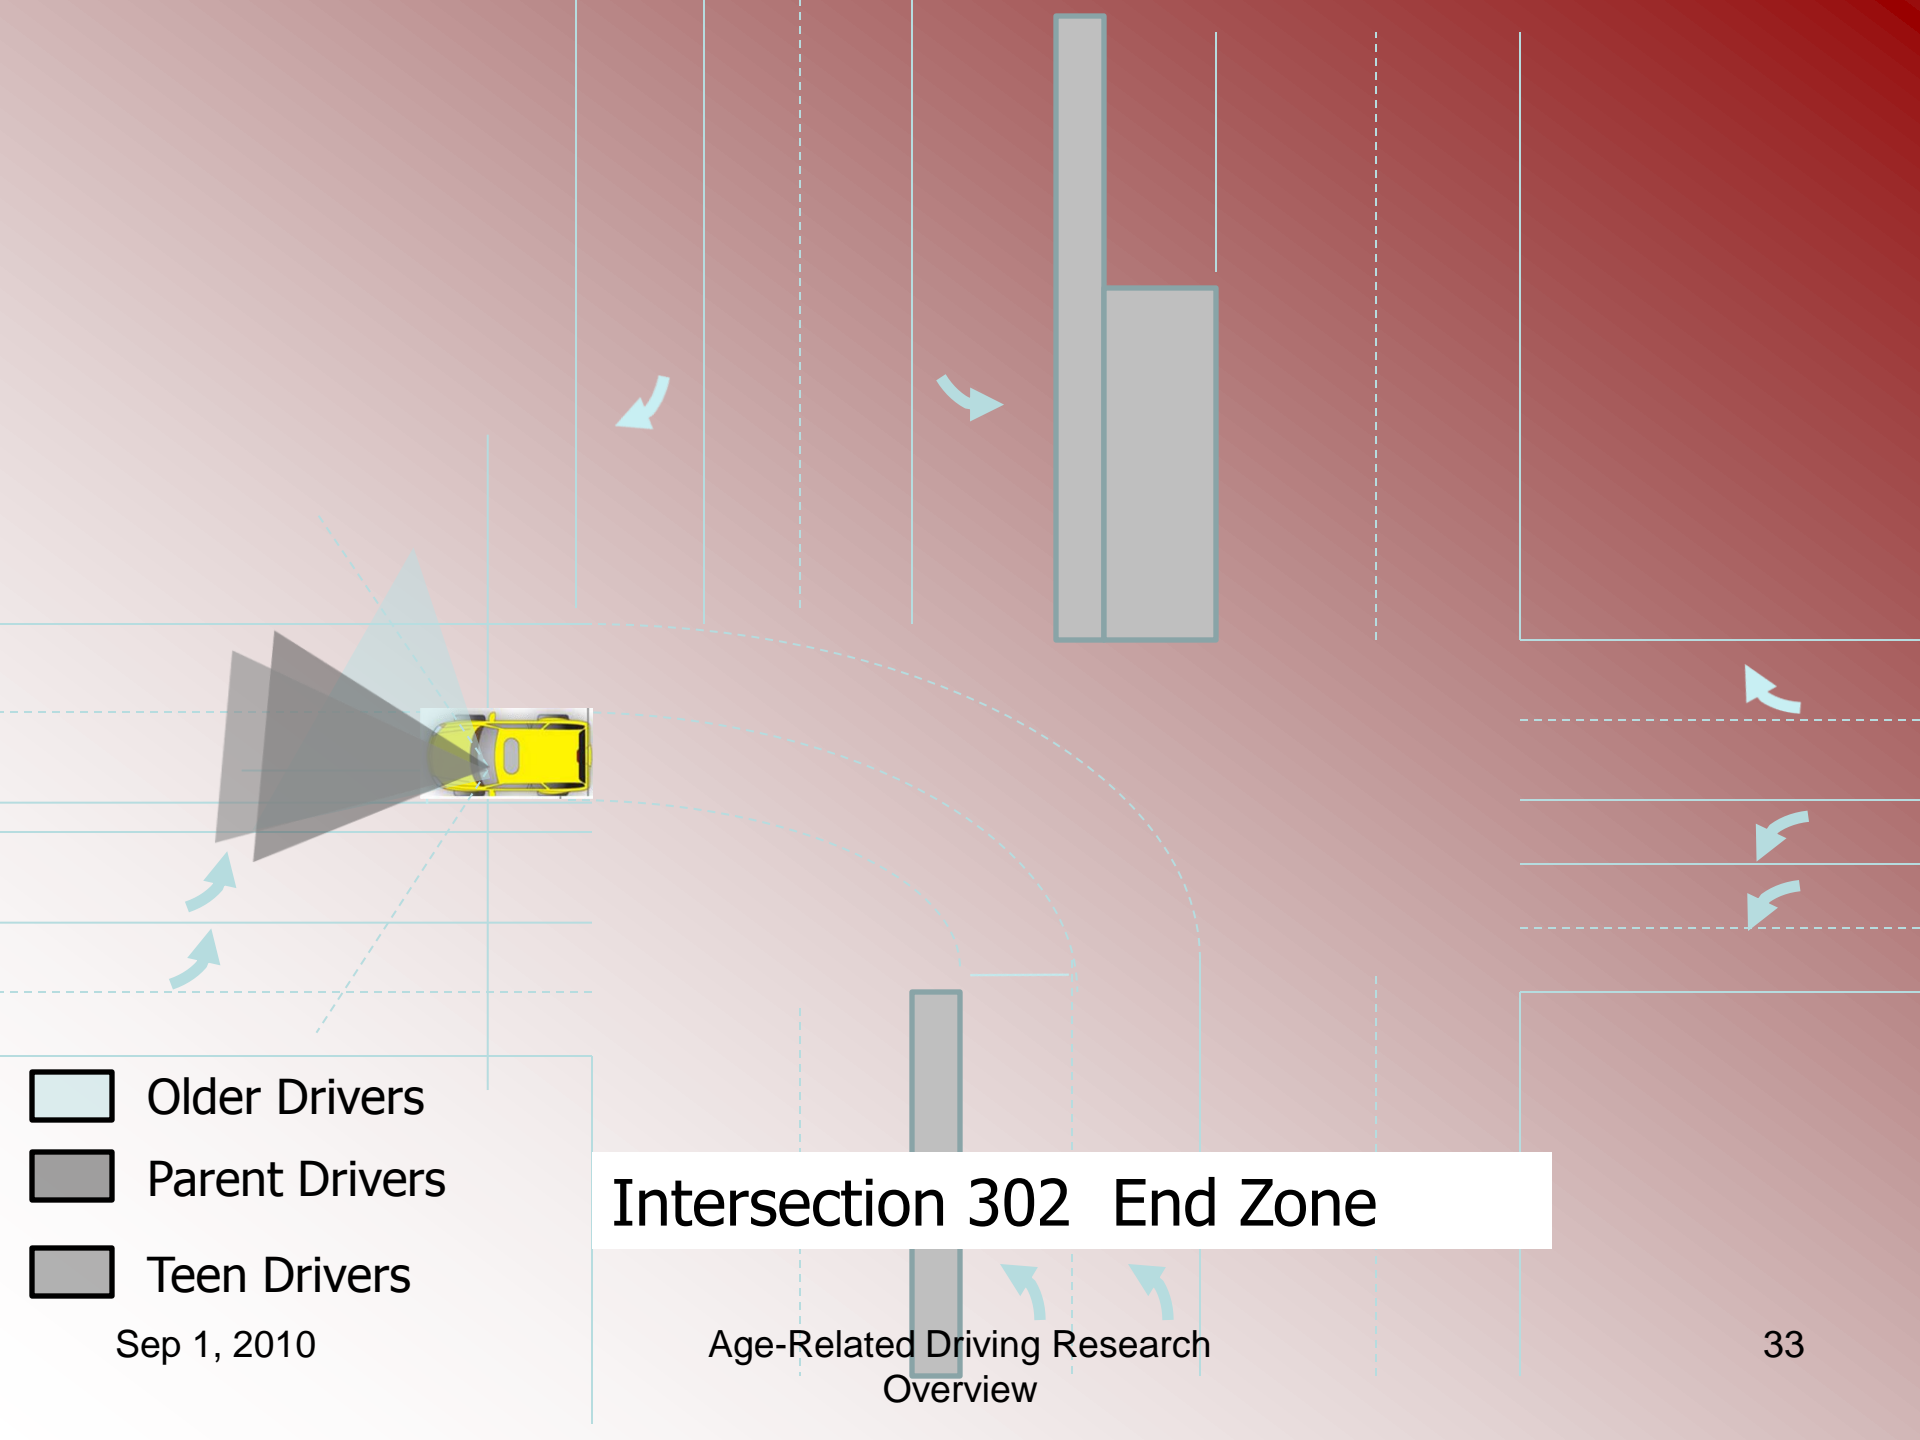 Older Drivers
Parent Drivers
Intersection 302  End Zone
Teen Drivers
Sep 1, 2010
Age-Related Driving Research
Overview
33